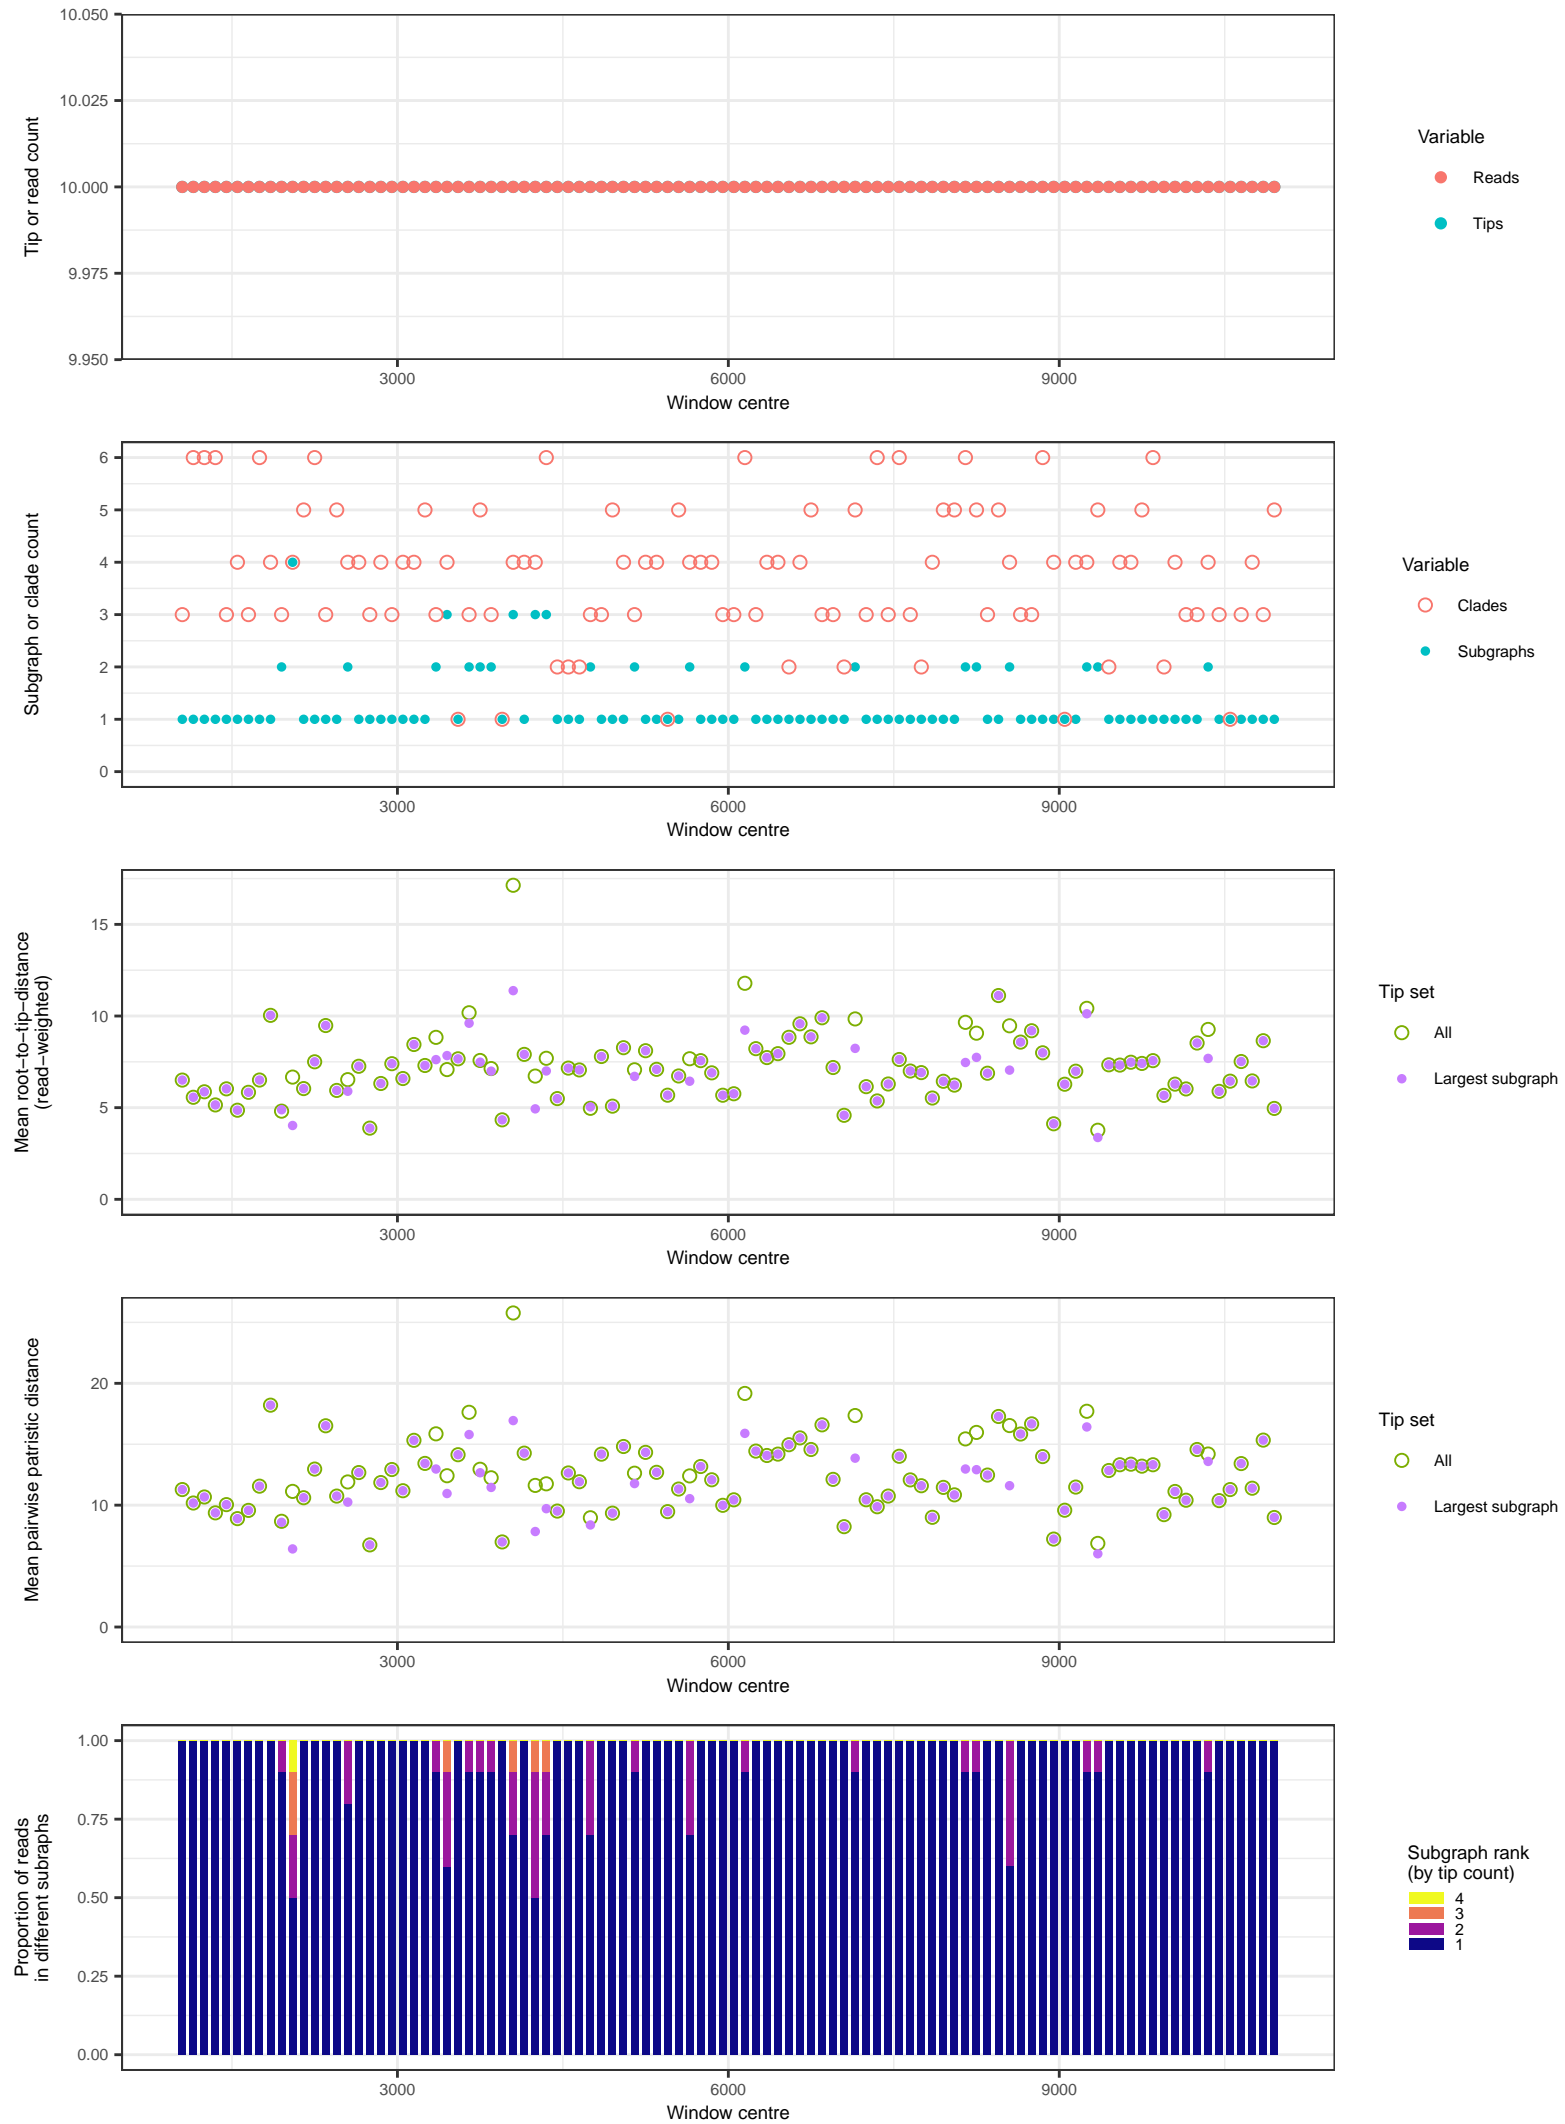 10.050
10.025
10.000
9.975
9.950
Tip or read count
3000
6000
9000
Window centre
Variable
Reads
Tips
6
5
4
3
2
1
0
Subgraph or clade count
3000
6000
9000
Window centre
Variable
Clades
Subgraphs
15
10
5
0
Mean root−to−tip−distance
(read−weighted)
3000
6000
9000
Window centre
Tip set
All
Largest subgraph
20
10
0
Mean pairwise patristic distance
3000
6000
9000
Window centre
Tip set
All
Largest subgraph
1.00
0.75
0.50
0.25
0.00
Proportion of reads
in different subraphs
3000
6000
9000
Window centre
Subgraph rank
(by tip count)
4
3
2
1